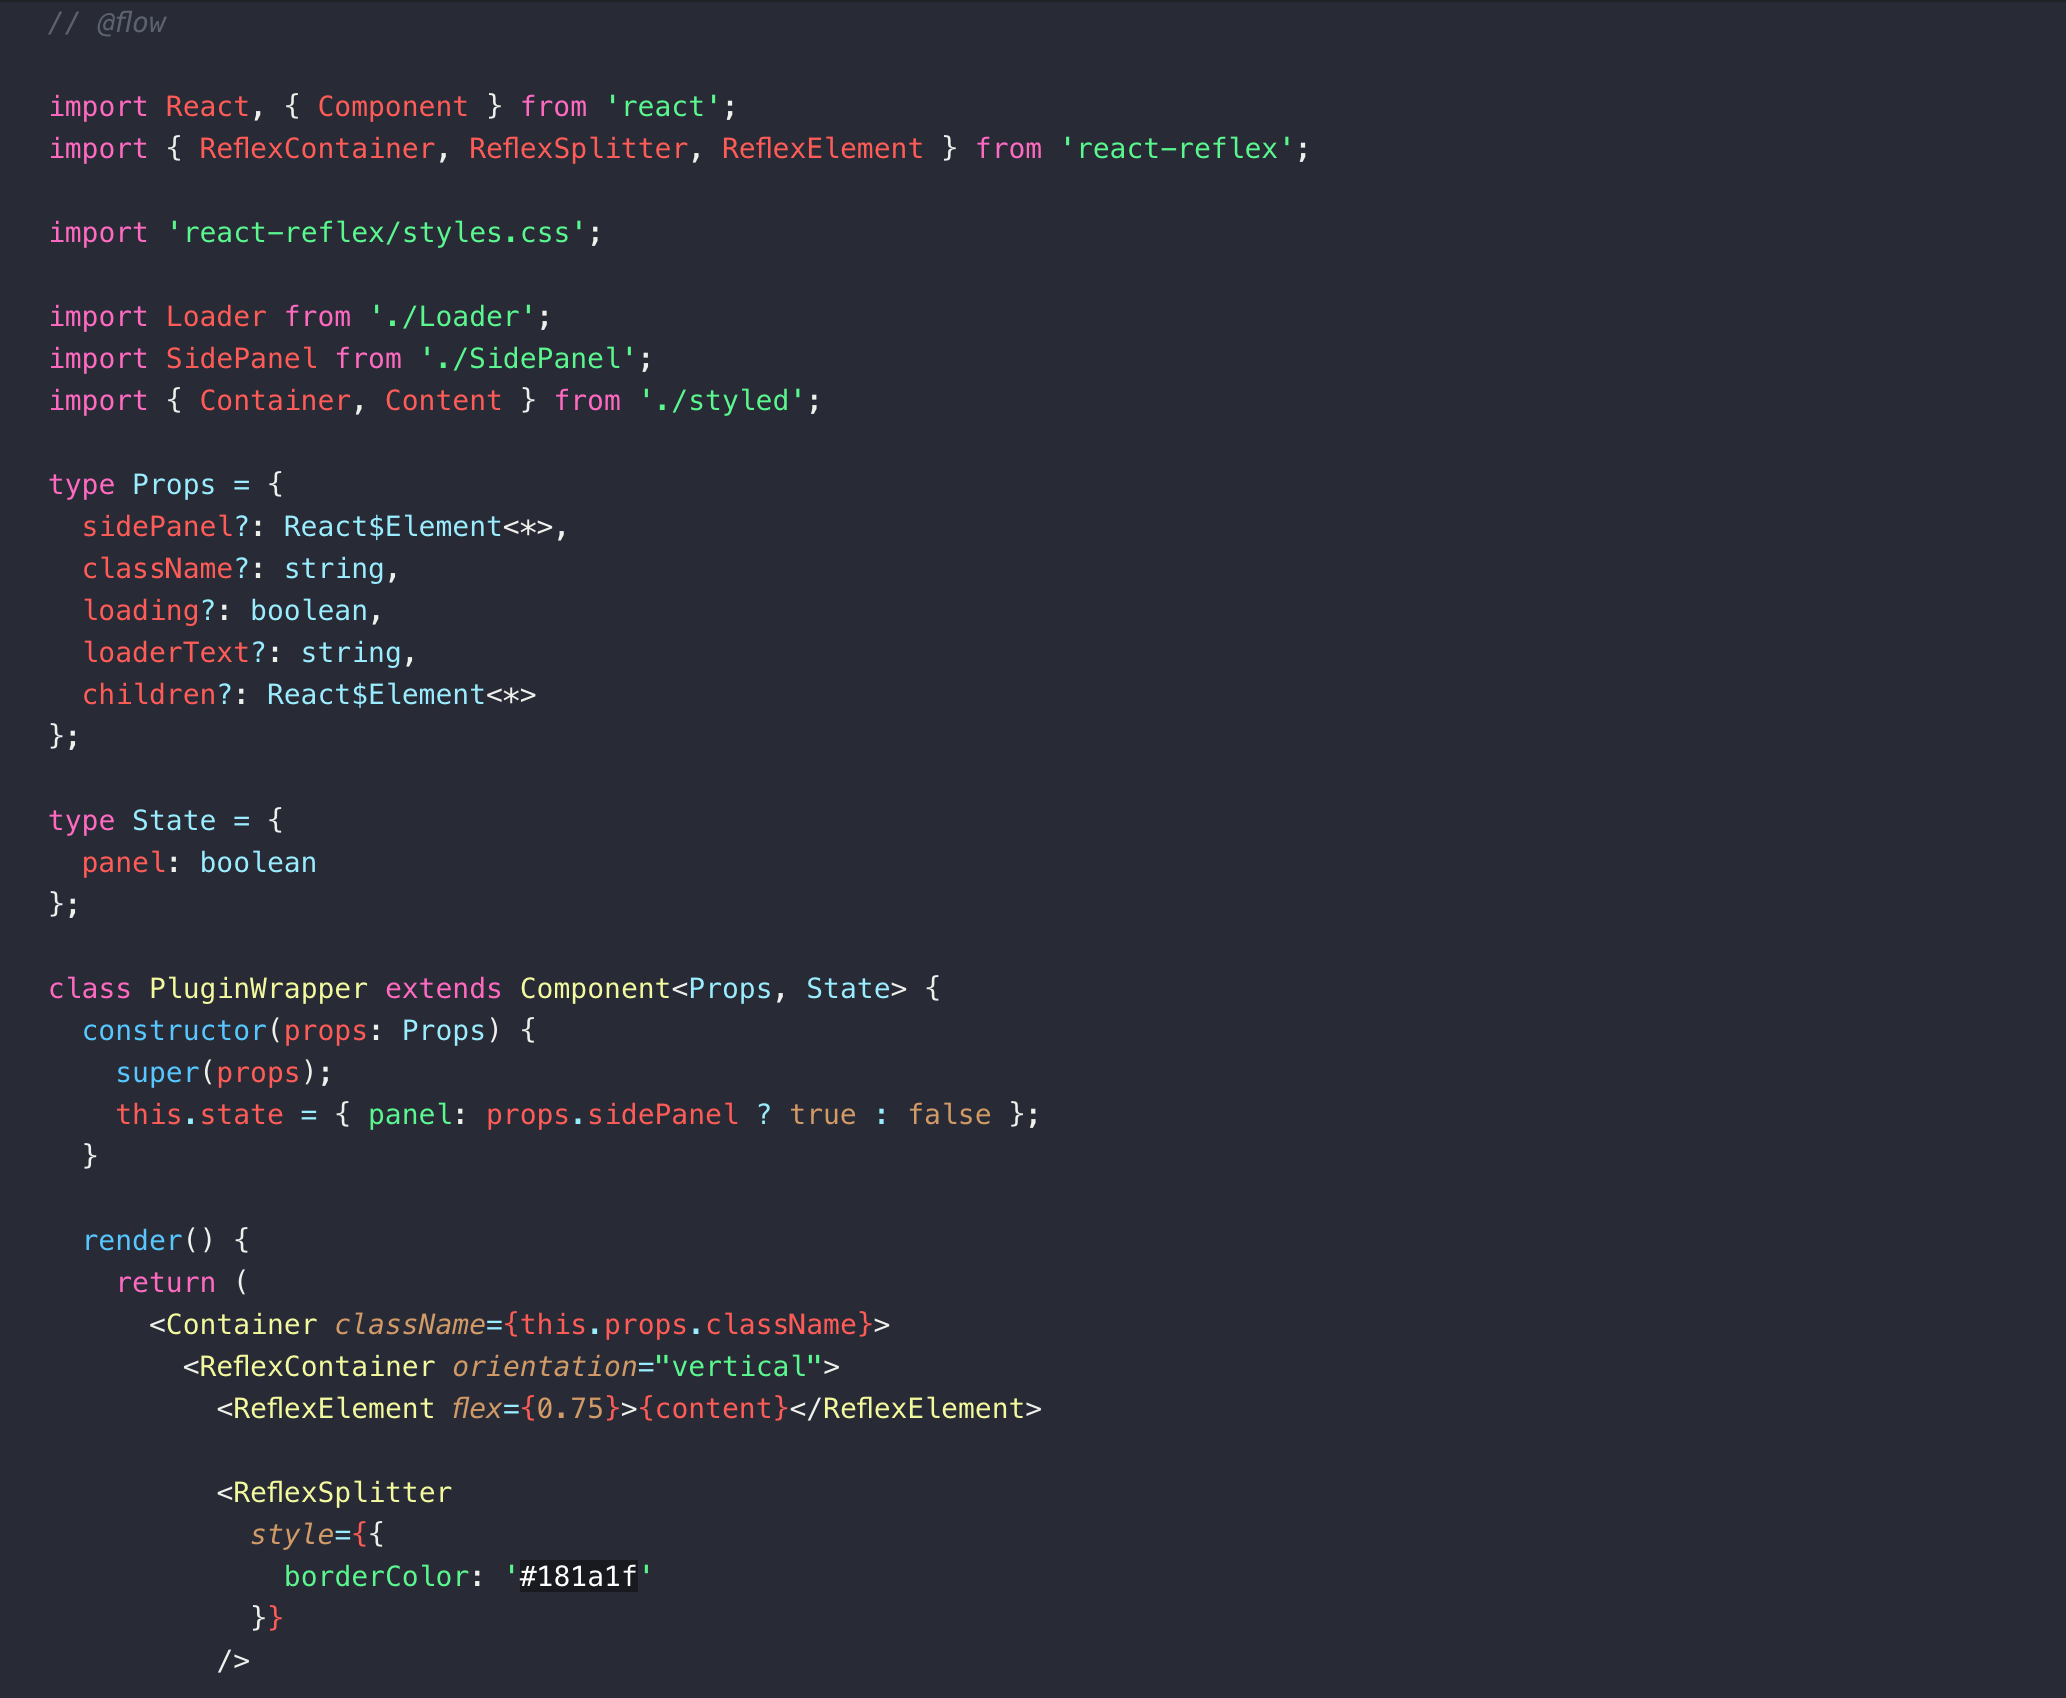 // @flow
import React, { Component } from 'react';
import { ReflexContainer, ReflexSplitter, ReflexElement } from 'react-reflex';
import 'react-reflex/styles.css';
import Loader from './Loader';
import SidePanel from './SidePanel';
import { Container, Content } from './styled';
type Props = {
  sidePanel?: React$Element<*>,
  className?: string,
  loading?: boolean,
  loaderText?: string,
  children?: React$Element<*>
};
type State = {
  panel: boolean
};
class PluginWrapper extends Component<Props, State> {
  constructor(props: Props) {
    super(props);
    this.state = { panel: props.sidePanel ? true : false };
  }
  render() {
    return (
      <Container className={this.props.className}>
        <ReflexContainer orientation="vertical">
          <ReflexElement flex={0.75}>{content}</ReflexElement>
          <ReflexSplitter
            style={{
              borderColor: '#181a1f'
            }}
          />